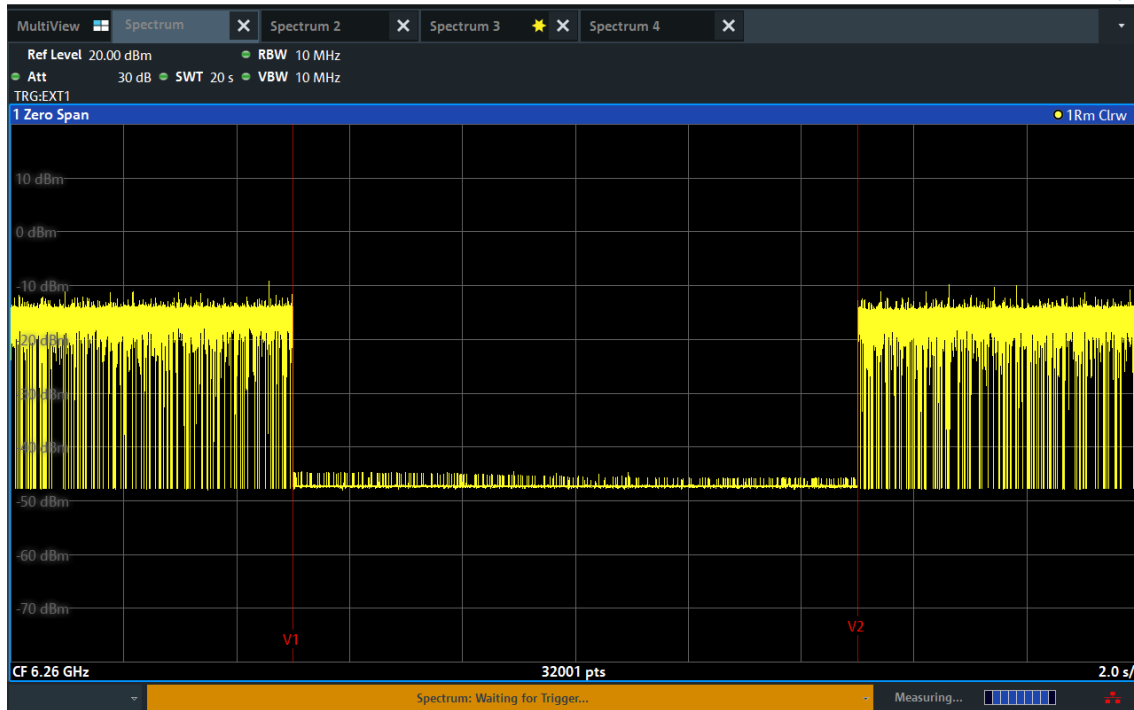 MultiView Spectrum Spectrum 2 Spectrum 3 Spectrum 4
Ref Level 20.00 dBm RBW 10 MHz
Att 30 dB SWT 20 s VBW 10 MHz
TRG:EXT1
1 Zero Span 1Rm Clrw
10 dBm
0 dBm
-10 dBm
-20 dBm
-30 dBm
-40 dBm
-50 dBm
-60 dBm
-70 dBm
V1
V2
CF 6.26 GHz 32001 pts 2.0 s/
Spectrum: Waiting for Trigger... Measuring...